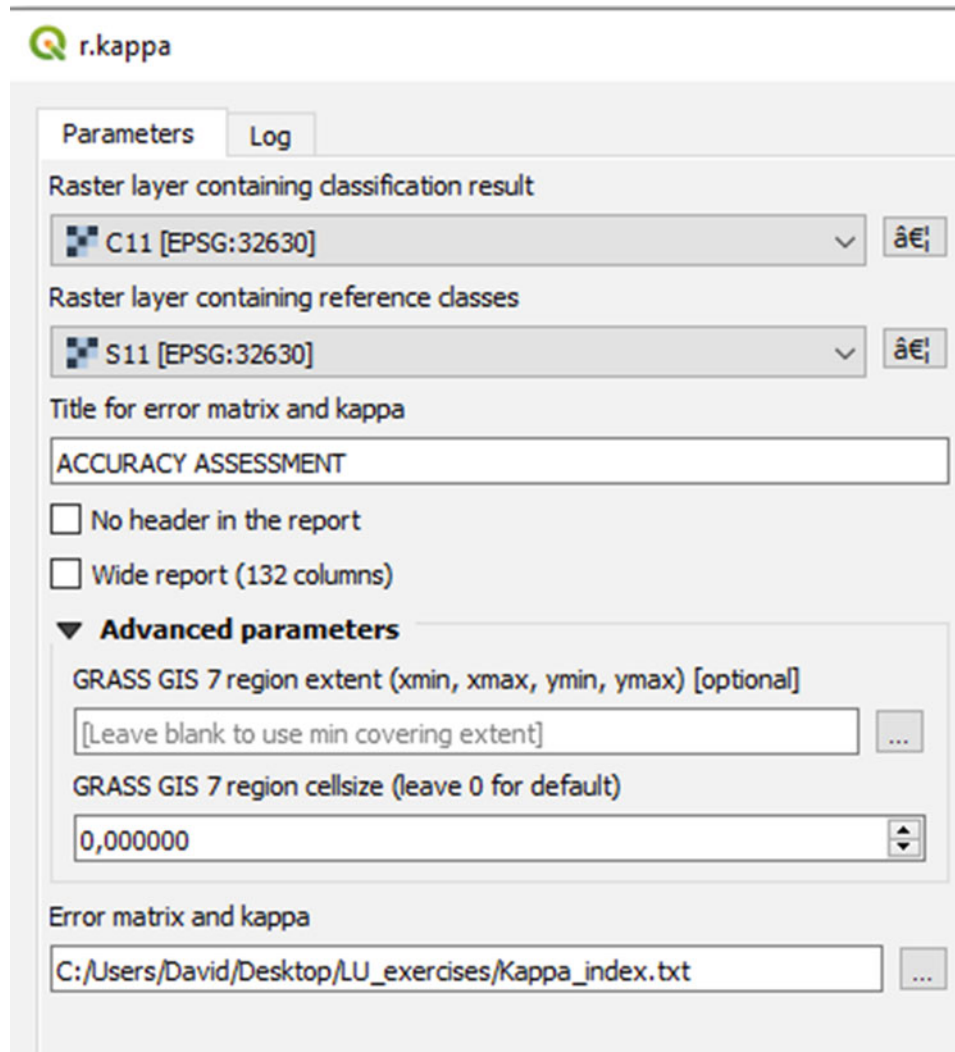 r.kappa
Parameters
Log
Raster layer containing classification result
C11 [EPSG:32630]
â€¦
Raster layer containing reference classes
S11 [EPSG:32630]
â€¦
Title for error matrix and kappa
ACCURACY ASSESSMENT
No header in the report
Wide report (132 columns)
Advanced parameters
GRASS GIS 7 region extent (xmin, xmax, ymin, ymax) [optional]
[Leave blank to use min covering extent]
...
GRASS GIS 7 region cellsize (leave 0 for default)
0,000000
Error matrix and kappa
C:/Users/David/Desktop/LU_exercises/Kappa_index.txt
...